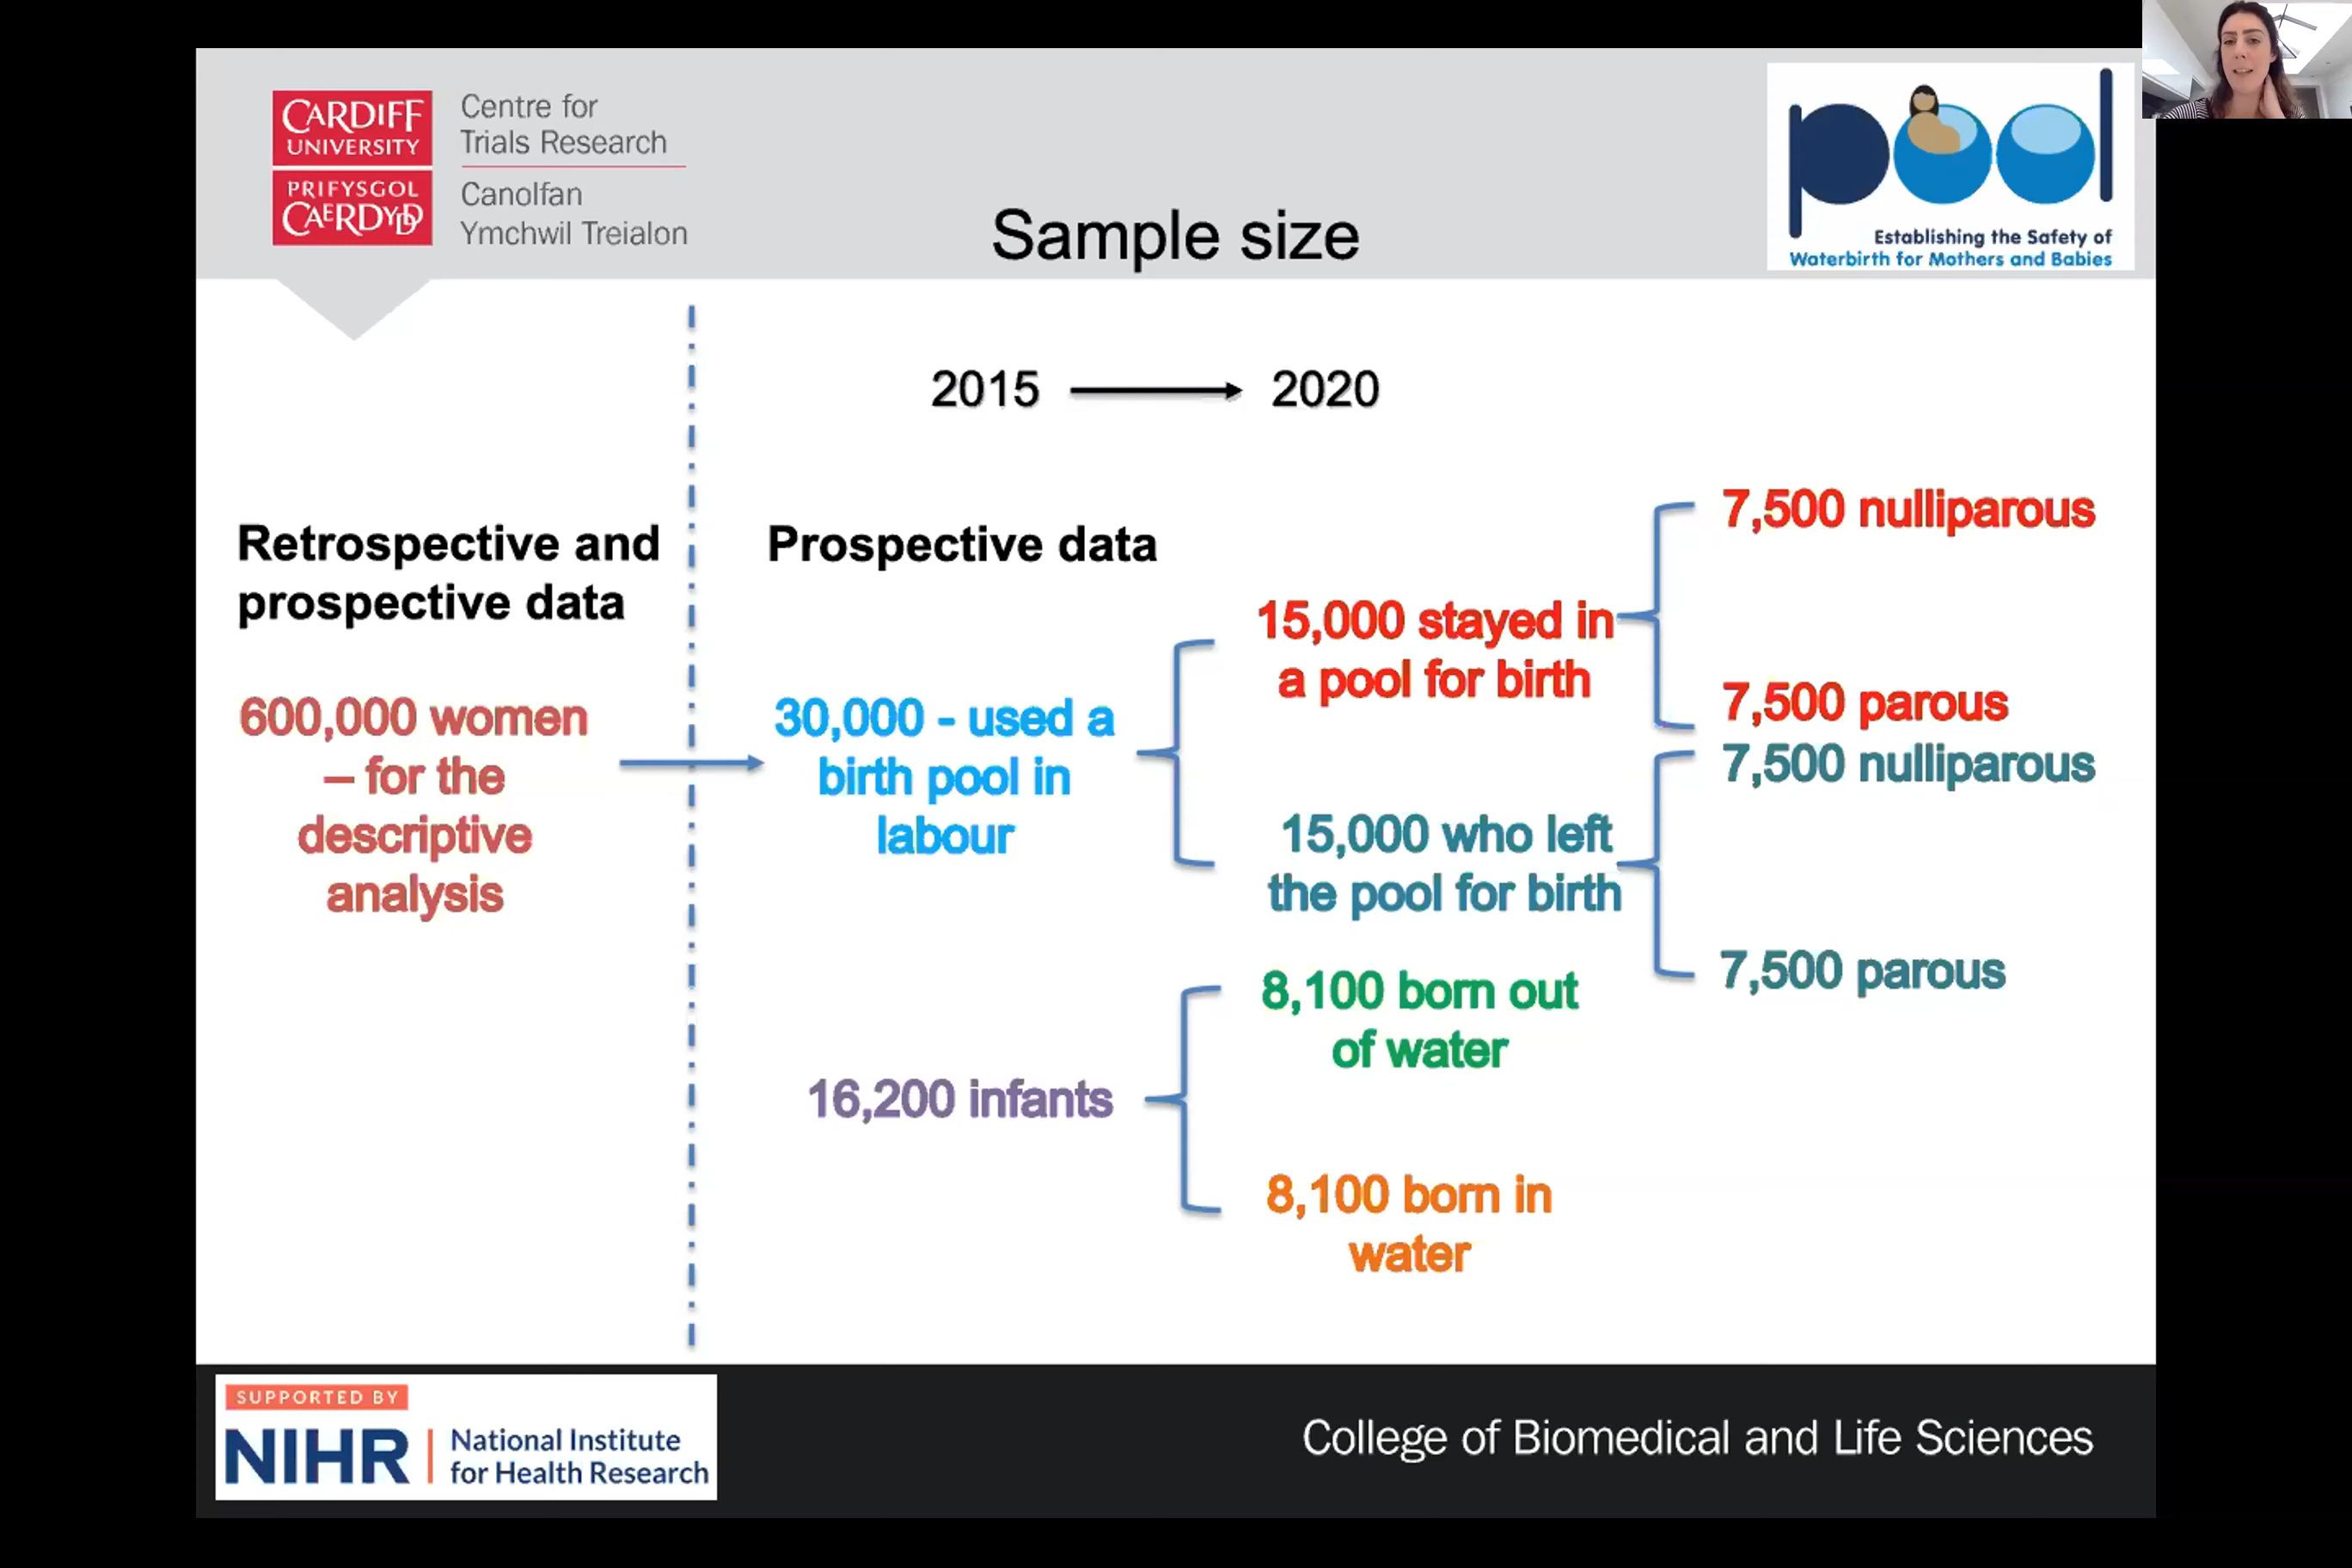 CARDIFF
UNIVERSITY
PRIFYSGOL
CAERDYDD
Centre for
Trials Research
Canolfan
Ymchwil Treialon
Sample size
pool
Establishing the Safety of
Waterbirth for Mothers and Babies
2015
2020
Retrospective and
prospective data
600,000 women
– for the
descriptive
analysis
Prospective data
30,000 - used a
birth pool in
labour
15,000 stayed in
a pool for birth
7,500 nulliparous
7,500 parous
15,000 who left
the pool for birth
7,500 nulliparous
7,500 parous
16,200 infants
8,100 born out
of water
8,100 born in
water
SUPPORTED BY
NIHR
National Institute
for Health Research
College of Biomedical and Life Sciences